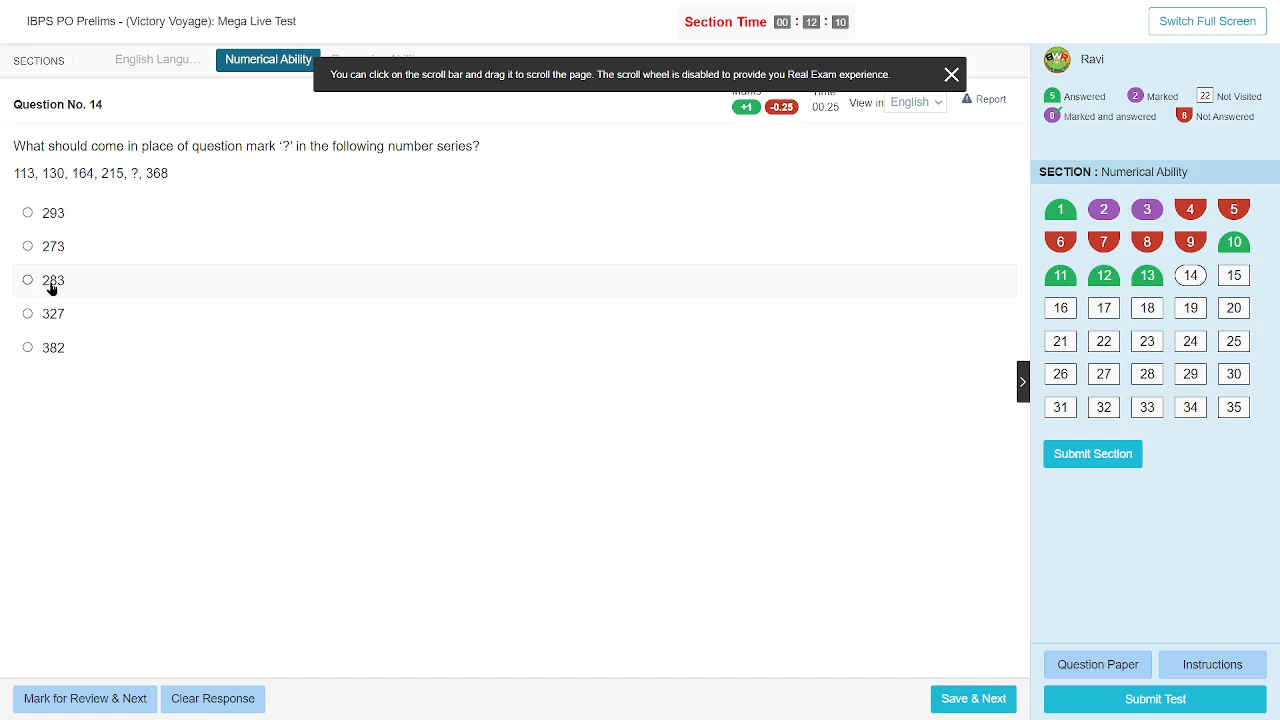 IBPS PO Prelims - (Victory Voyage): Mega Live Test
Section Time 00 : 12 : 10
Switch Full Screen
SECTIONS
English Langu...
Numerical Ability
You can click on the scroll bar and drag it to scroll the page. The scroll wheel is disabled to provide you Real Exam experience.
Ravi
Question No. 14
Marks
Time
+1
-0.25
00.25
View in
English
Report
5 Answered
2 Marked
22 Not Visited
0 Marked and answered
8 Not Answered
What should come in place of question mark ‘?’ in the following number series?
113, 130, 164, 215, ?, 368
293
273
283
327
382
SECTION : Numerical Ability
1 2 3 4 5
6 7 8 9 10
11 12 13 14 15
16 17 18 19 20
21 22 23 24 25
26 27 28 29 30
31 32 33 34 35
Submit Section
Question Paper
Instructions
Mark for Review & Next
Clear Response
Save & Next
Submit Test